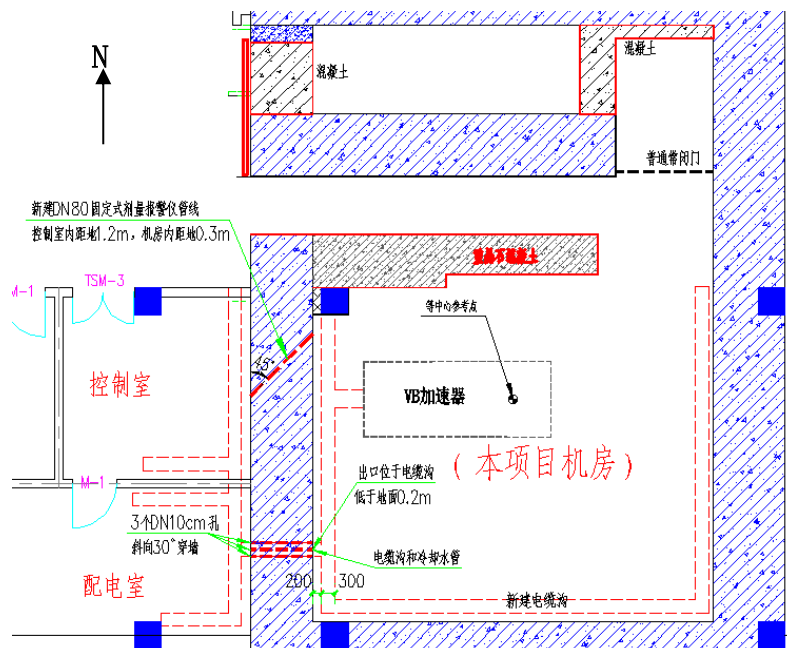 N
混凝土
混凝土
普通常闭门
新建DN80固定式剂量报警仪管线
控制室内距地1.2m，机房内距地0.3m
M-1
TSM-3
等中心参考点
45°
控制室
VB加速器
（本项目机房）
出口位于电缆沟
低于地面0.2m
M-1
3个DN10cm孔
斜向30°穿墙
电缆沟和冷却水管
配电室
200
300
新建电缆沟